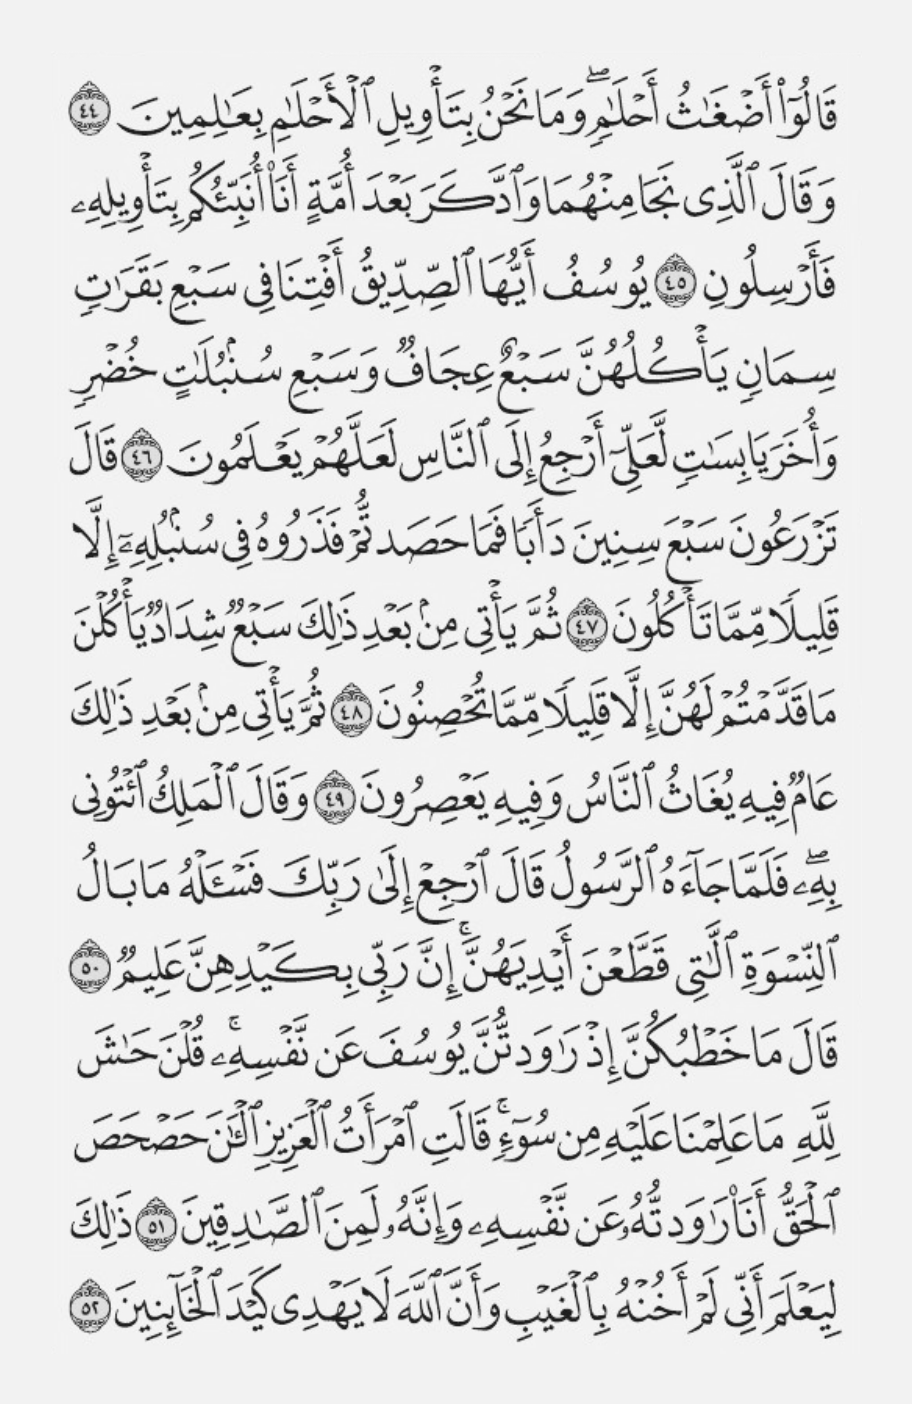 قَالُوٓا۟ أَضْغَـٰثُ أَحْلَـٰمٍۢ ۖ وَمَا نَحْنُ بِتَأْوِيلِ ٱلْأَحْلَـٰمِ بِعَـٰلِمِينَ ٤٤
وَقَالَ ٱلَّذِى نَجَا مِنْهُمَا وَٱدَّكَرَ بَعْدَ أُمَّةٍ أَنَا۠ أُنَبِّئُكُم بِتَأْوِيلِهِۦ
فَأَرْسِلُونِ ٤٥ يُوسُفُ أَيُّهَا ٱلصِّدِّيقُ أَفْتِنَا فِى سَبْعِ بَقَرَٰتٍۢ
سِمَانٍۢ يَأْكُلُهُنَّ سَبْعٌ عِجَافٌۭ وَسَبْعِ سُنۢبُلَـٰتٍ خُضْرٍۢ
وَأُخَرَ يَابِسَـٰتٍۢ لَّعَلِّىٓ أَرْجِعُ إِلَى ٱلنَّاسِ لَعَلَّهُمْ يَعْلَمُونَ ٤٦ قَالَ
تَزْرَعُونَ سَبْعَ سِنِينَ دَأَبًۭا فَمَا حَصَدتُّمْ فَذَرُوهُ فِى سُنۢبُلِهِۦٓ إِلَّا
قَلِيلًۭا مِّمَّا تَأْكُلُونَ ٤٧ ثُمَّ يَأْتِى مِنۢ بَعْدِ ذَٰلِكَ سَبْعٌۭ شِدَادٌۭ يَأْكُلْنَ
مَا قَدَّمْتُمْ لَهُنَّ إِلَّا قَلِيلًۭا مِّمَّا تُحْصِنُونَ ٤٨ ثُمَّ يَأْتِى مِنۢ بَعْدِ ذَٰلِكَ
عَامٌۭ فِيهِ يُغَاثُ ٱلنَّاسُ وَفِيهِ يَعْصِرُونَ ٤٩ وَقَالَ ٱلْمَلِكُ ٱئْتُونِى
بِهِۦ ۖ فَلَمَّا جَآءَهُ ٱلرَّسُولُ قَالَ ٱرْجِعْ إِلَىٰ رَبِّكَ فَسْـَٔلْهُ مَا بَالُ
ٱلنِّسْوَةِ ٱلَّـٰتِى قَطَّعْنَ أَيْدِيَهُنَّ ۚ إِنَّ رَبِّى بِكَيْدِهِنَّ عَلِيمٌۭ ٥٠
قَالَ مَا خَطْبُكُنَّ إِذْ رَٰوَدتُّنَّ يُوسُفَ عَن نَّفْسِهِۦ ۚ قُلْنَ حَـٰشَ
لِلَّهِ مَا عَلِمْنَا عَلَيْهِ مِن سُوٓءٍۢ ۚ قَالَتِ ٱمْرَأَتُ ٱلْعَزِيزِ ٱلْـَٔـٰنَ حَصْحَصَ
ٱلْحَقُّ أَنَا۠ رَٰوَدتُّهُۥ عَن نَّفْسِهِۦ وَإِنَّهُۥ لَمِنَ ٱلصَّـٰدِقِينَ ٥١ ذَٰلِكَ
لِيَعْلَمَ أَنِّى لَمْ أَخُنْهُ بِٱلْغَيْبِ وَأَنَّ ٱللَّهَ لَا يَهْدِى كَيْدَ ٱلْخَآئِنِينَ ٥٢